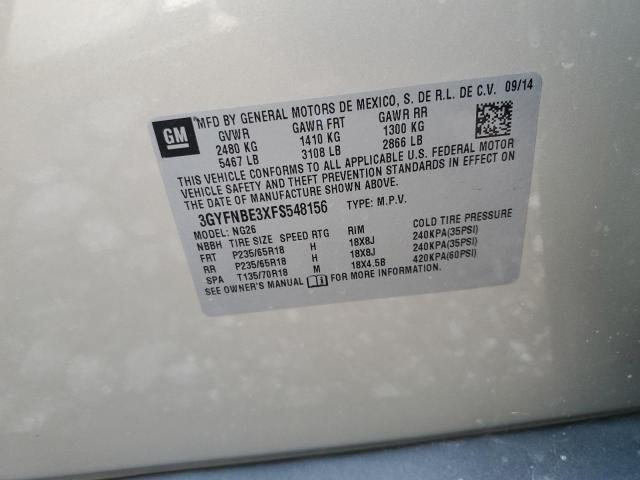 GM
MFD BY GENERAL MOTORS DE MEXICO, S. DE R.L. DE C.V. 09/14
GVWR GAWR FRT GAWR RR
2480 KG 1410 KG 1300 KG
5467 LB 3108 LB 2866 LB
THIS VEHICLE CONFORMS TO ALL APPLICABLE U.S. FEDERAL MOTOR
VEHICLE SAFETY AND THEFT PREVENTION STANDARDS IN EFFECT ON
THE DATE OF MANUFACTURE SHOWN ABOVE.
3GYFNBE3XFS548156 TYPE: M.P.V.
MODEL: NG26
NBBH TIRE SIZE SPEED RTG RIM COLD TIRE PRESSURE
FRT P235/65R18 H 18X8J 240KPA(35PSI)
RR P235/65R18 H 18X8J 240KPA(35PSI)
SPA T135/70R18 M 18X4.5B 420KPA(60PSI)
SEE OWNER'S MANUAL FOR MORE INFORMATION.